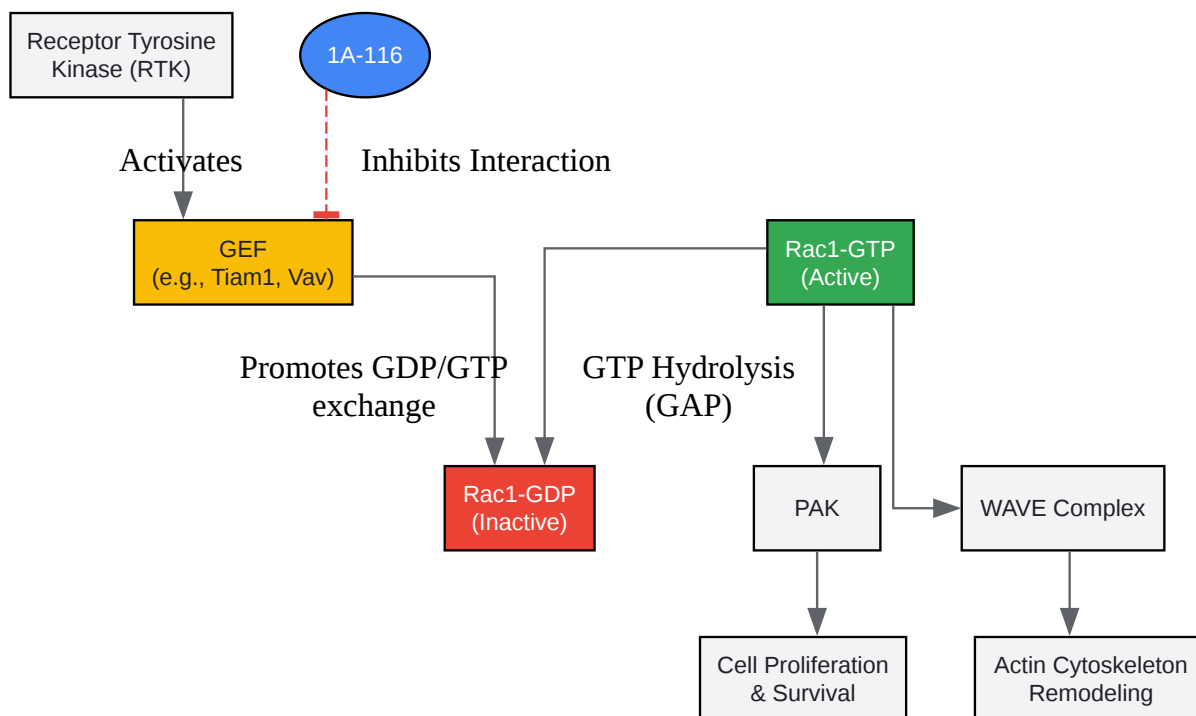 Receptor Tyrosine
Kinase (RTK)
1A-116
Activates
Inhibits Interaction
GEF
(e.g., Tiam1, Vav)
Rac1-GTP
(Active)
Promotes GDP/GTP
exchange
GTP Hydrolysis
(GAP)
Rac1-GDP
(Inactive)
PAK
WAVE Complex
Cell Proliferation
& Survival
Actin Cytoskeleton
Remodeling